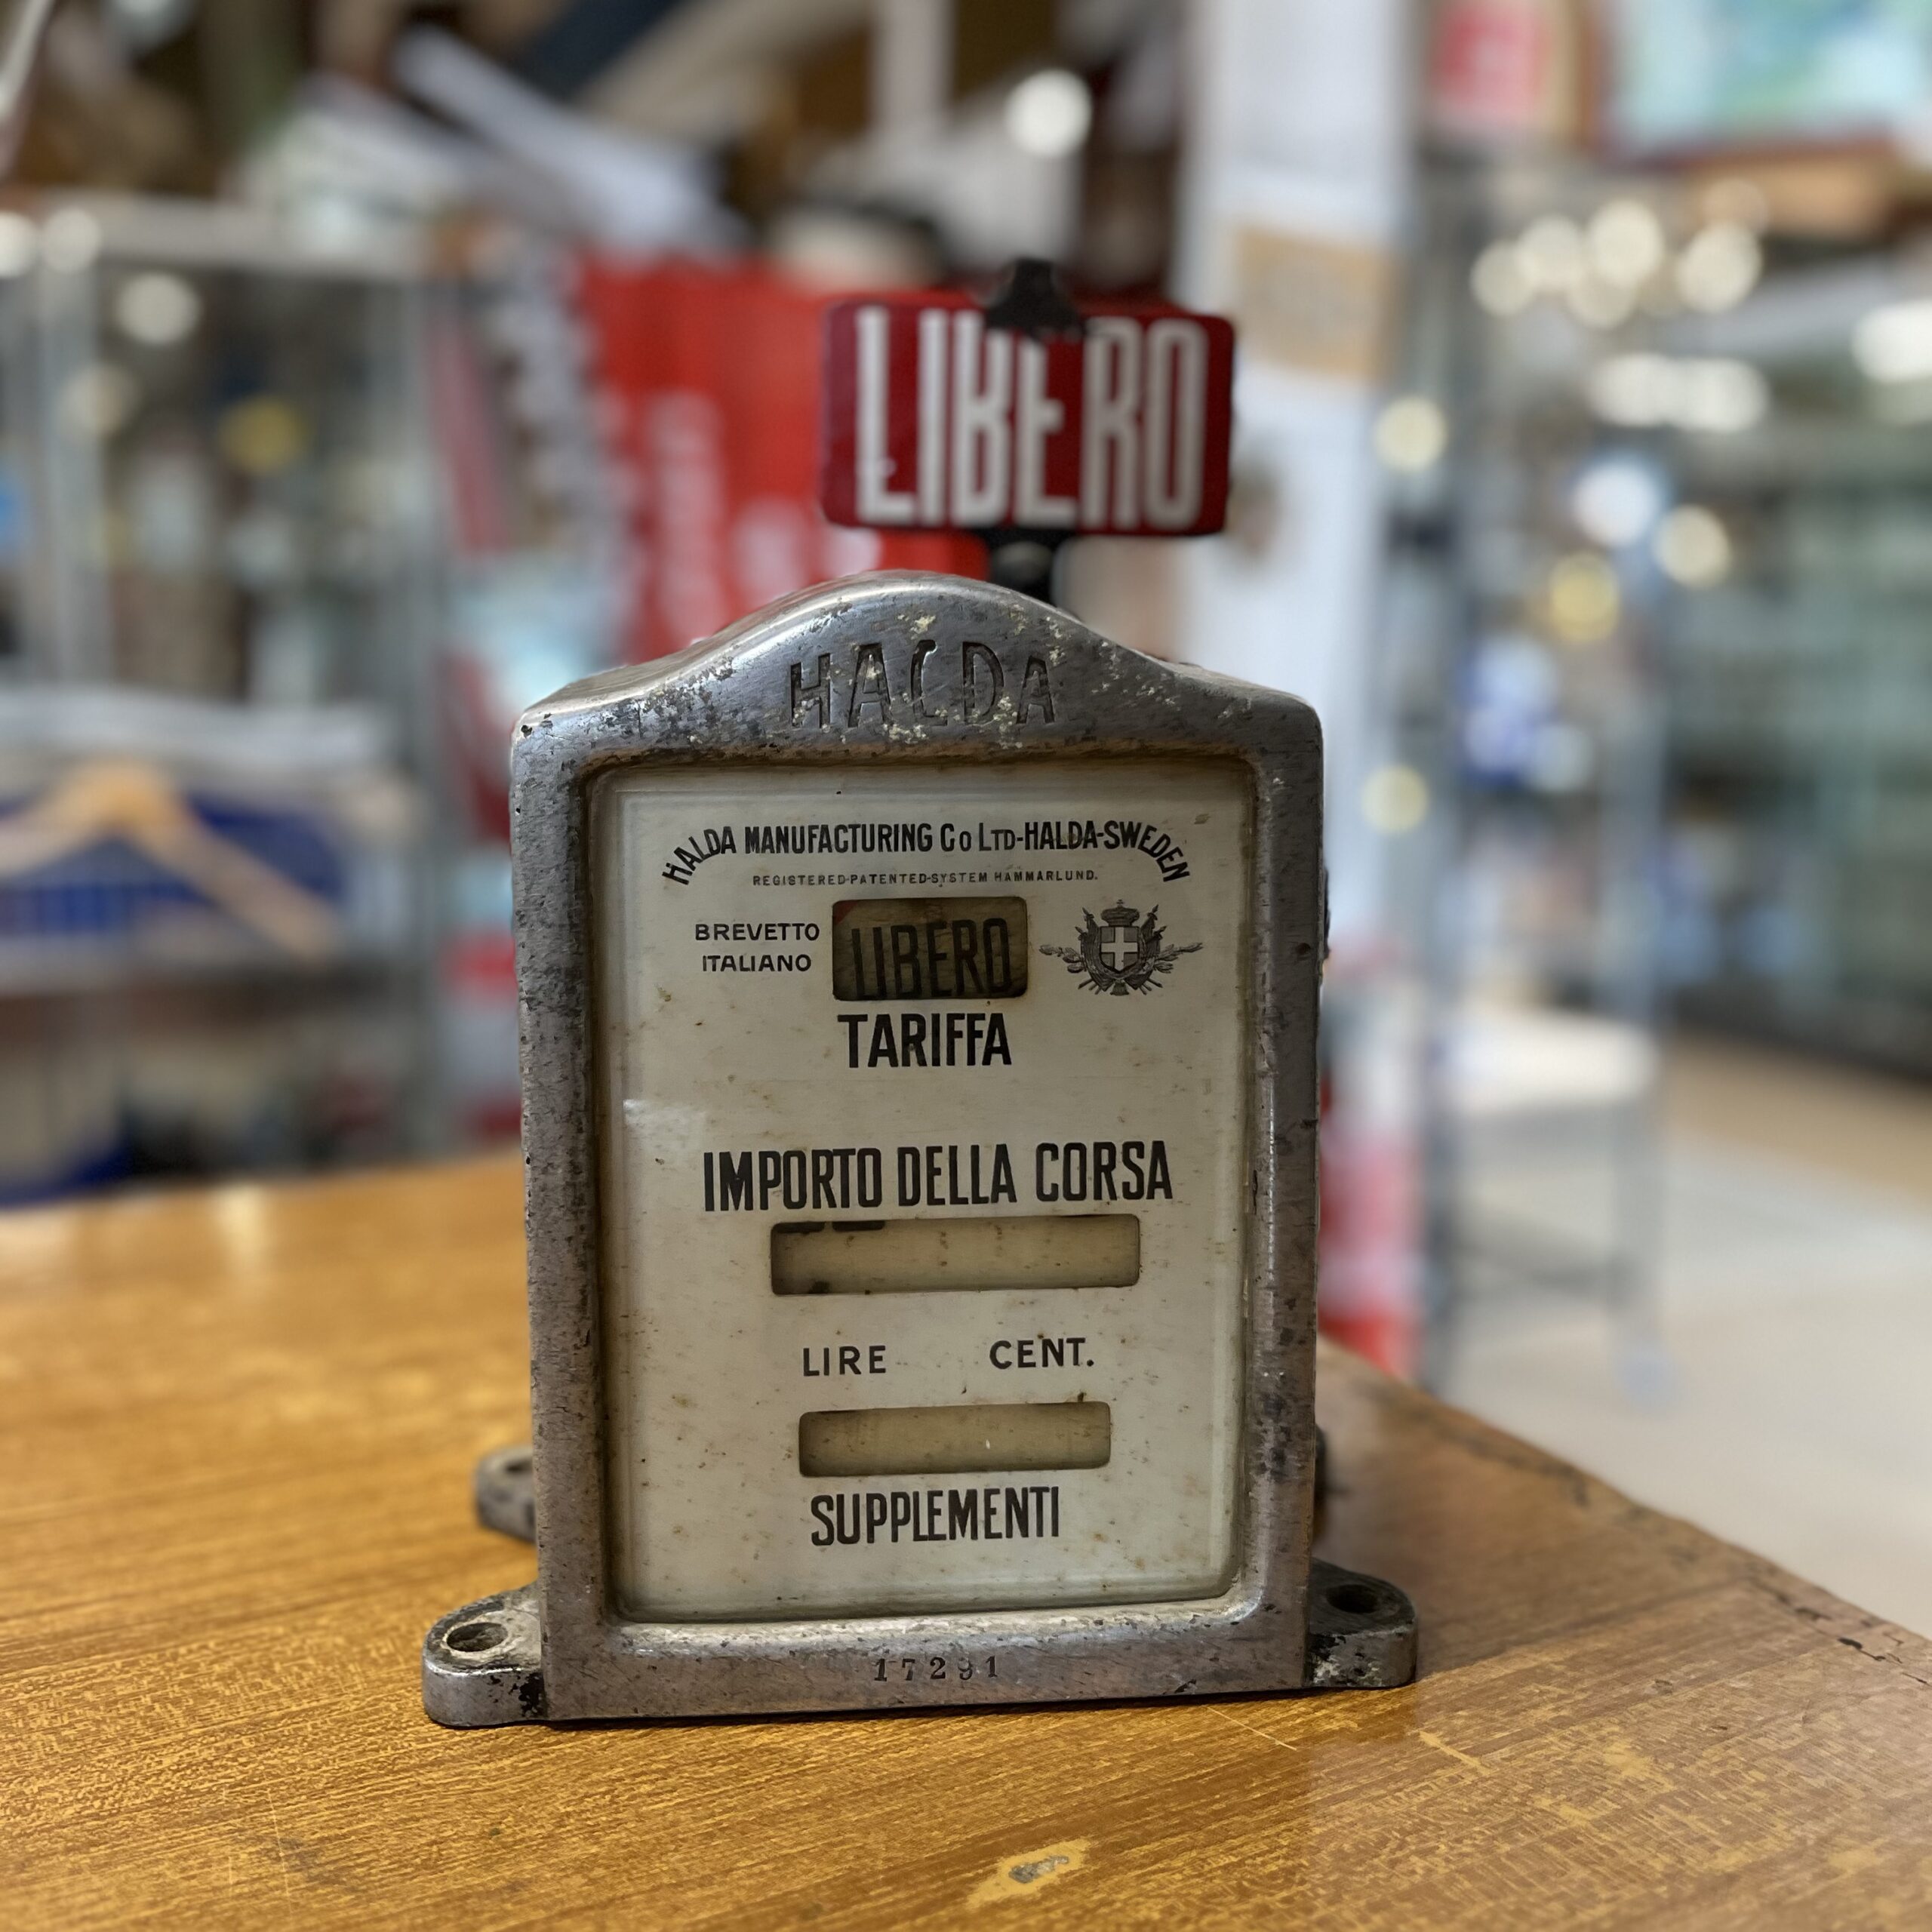 LIBERO
HALDA
HALDA MANUFACTURING Co LTD-HALDA-SWEDEN
REGISTERED-PATENTED-SYSTEM HAMMARLUND.
BREVETTO
ITALIANO
LIBERO
TARIFFA
IMPORTO DELLA CORSA
LIRE CENT.
SUPPLEMENTI
17291